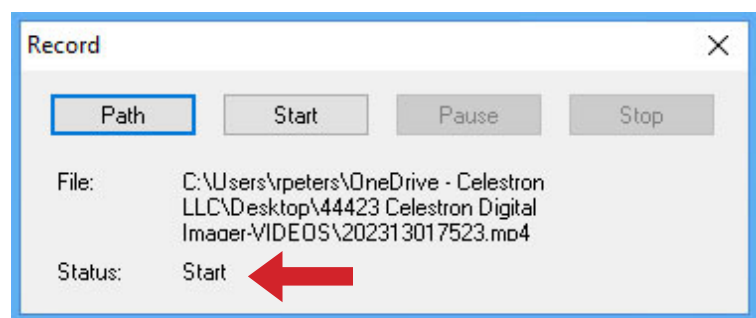 Record
Path Start Pause Stop
File: C:\Users\rpeters\OneDrive - Celestron
LLC\Desktop\44423 Celestron Digital
Imager-VIDEOS\202313017523.mp4
Status: Start